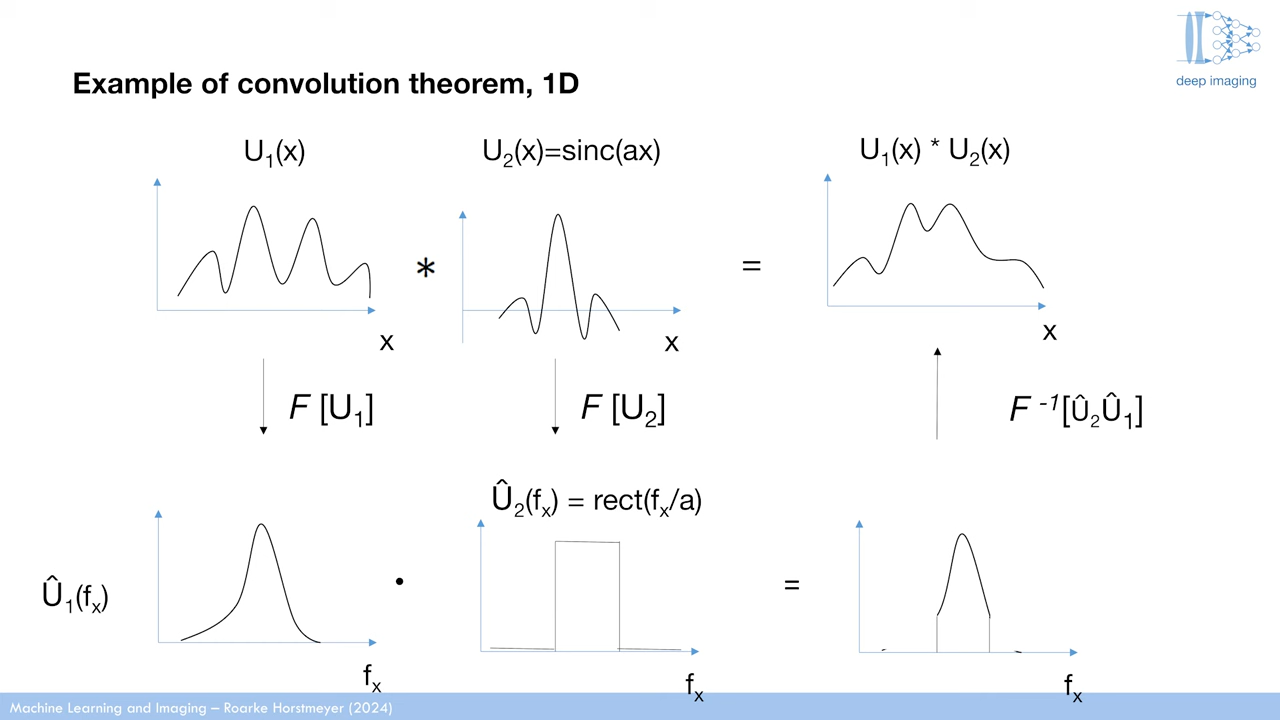 deep imaging
Example of convolution theorem, 1D
U₁(x)
U₂(x)=sinc(ax)
U₁(x) * U₂(x)
*
=
x
x
x
F [U₁]
F [U₂]
F ⁻¹[Û₂Û₁]
Û₂(fₓ) = rect(fₓ/a)
Û₁(fₓ)
•
=
fₓ
fₓ
fₓ
Machine Learning and Imaging – Roarke Horstmeyer (2024)